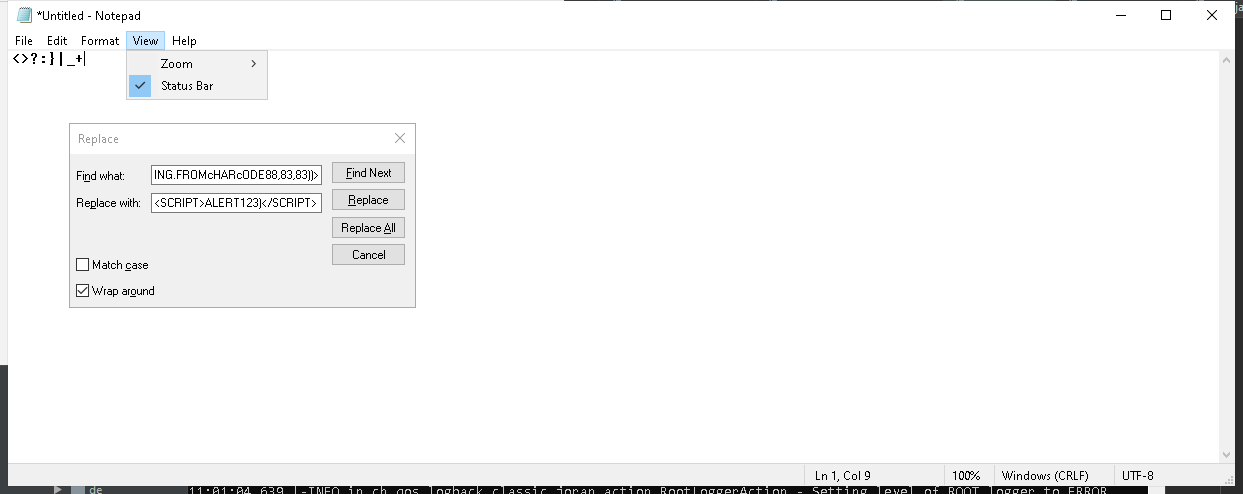 *Untitled - Notepad
File Edit Format View Help
<>?:}|_+
Zoom
Status Bar
Replace
Find what: ING.FROMcHARcODE88,83,83))>
Find Next
Replace with: <SCRIPT>ALERT123)</SCRIPT>
Replace
Replace All
Cancel
Match case
Wrap around
Ln 1, Col 9 100% Windows (CRLF) UTF-8
de 11:01:04,639 |-INFO in ch.qos.logback.classic.joran.action.RootLoggerAction - Setting level of ROOT logger to ERROR